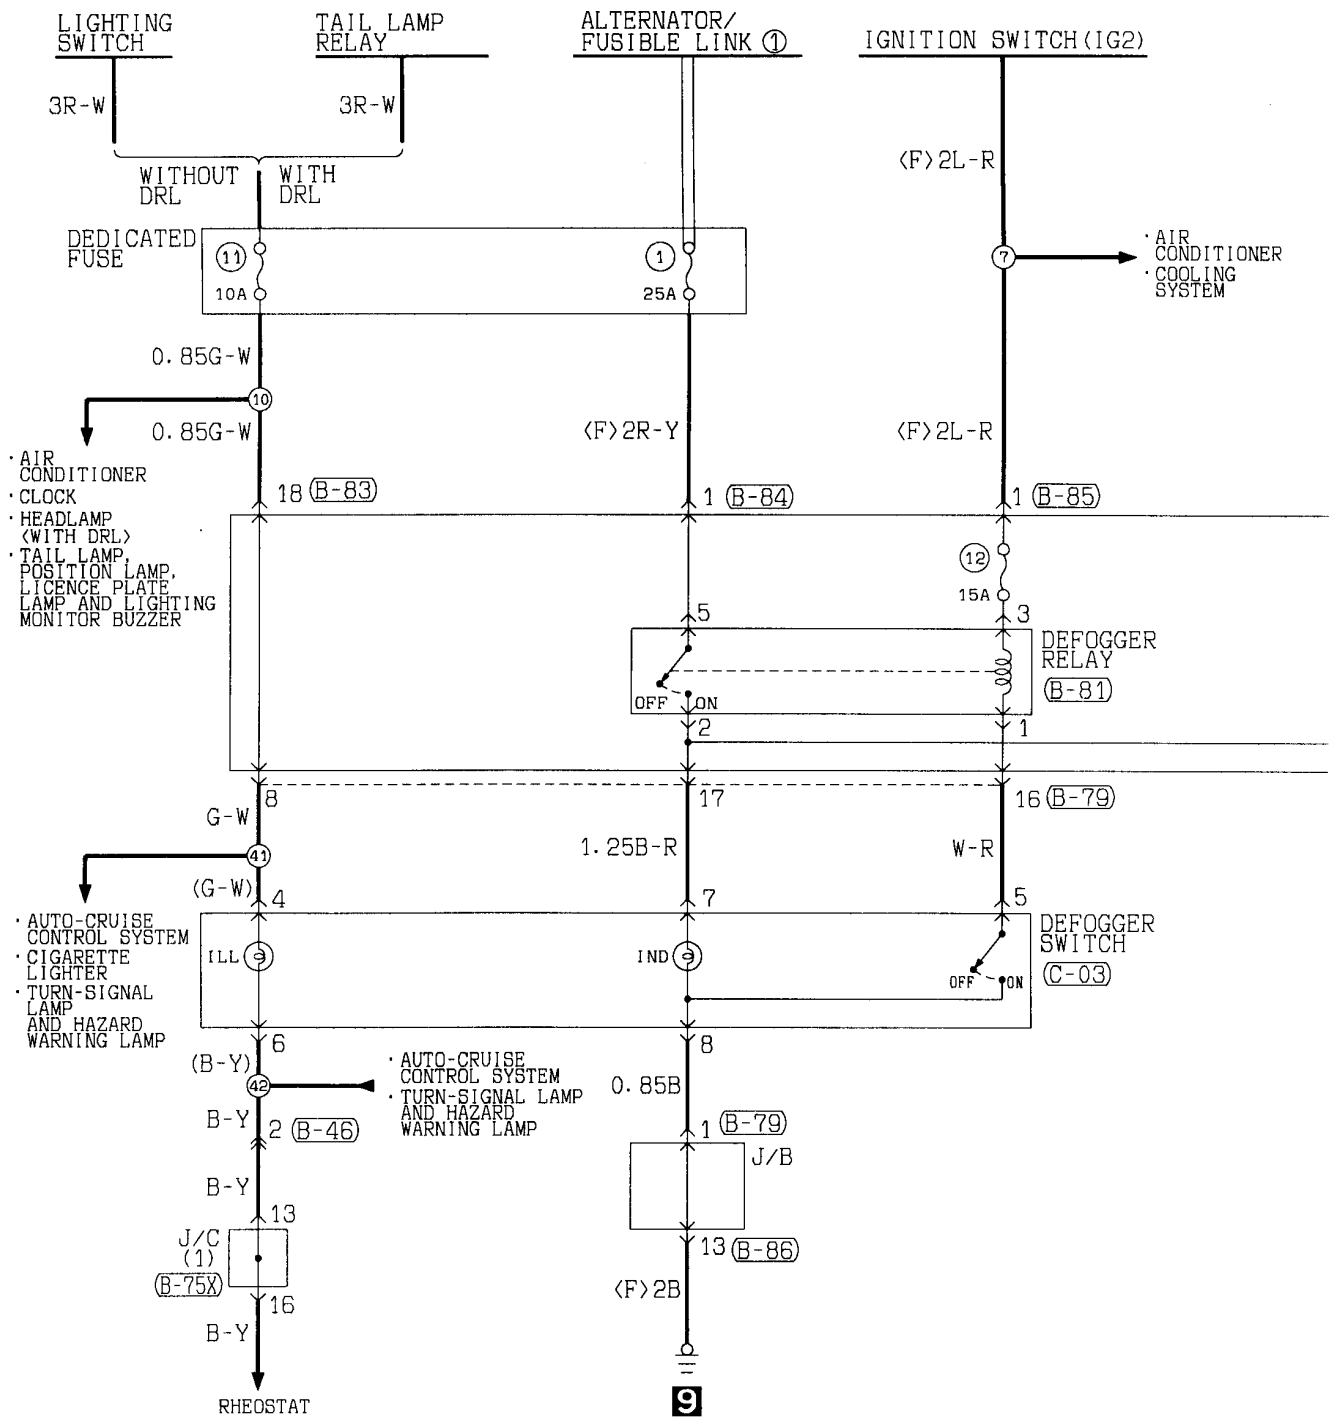 LIGHTING
SWITCH
TAIL LAMP
RELAY
ALTERNATOR/
FUSIBLE LINK ①
IGNITION SWITCH(IG2)
3R-W
3R-W
WITHOUT
DRL
WITH
DRL
<F>2L-R
DEDICATED
FUSE
11
10A
1
25A
7
· AIR
CONDITIONER
· COOLING
SYSTEM
0.85G-W
10
0.85G-W
<F>2R-Y
<F>2L-R
· AIR
CONDITIONER
· CLOCK
· HEADLAMP
<WITH DRL>
· TAIL LAMP,
POSITION LAMP,
LICENCE PLATE
LAMP AND LIGHTING
MONITOR BUZZER
18 B-83
1 B-84
1 B-85
12
15A
5
3
DEFOGGER
RELAY
B-81
OFF
ON
2
1
8
17
16 B-79
G-W
1.25B-R
W-R
41
(G-W)
4
7
5
· AUTO-CRUISE
CONTROL SYSTEM
· CIGARETTE
LIGHTER
· TURN-SIGNAL
LAMP
AND HAZARD
WARNING LAMP
ILL
IND
OFF
ON
DEFOGGER
SWITCH
C-03
6
8
(B-Y)
42
· AUTO-CRUISE
CONTROL SYSTEM
· TURN-SIGNAL LAMP
AND HAZARD
WARNING LAMP
0.85B
B-Y
2 B-46
1 B-79
J/B
B-Y
13
J/C
(1)
B-75X
13 B-86
16
<F>2B
B-Y
RHEOSTAT
9